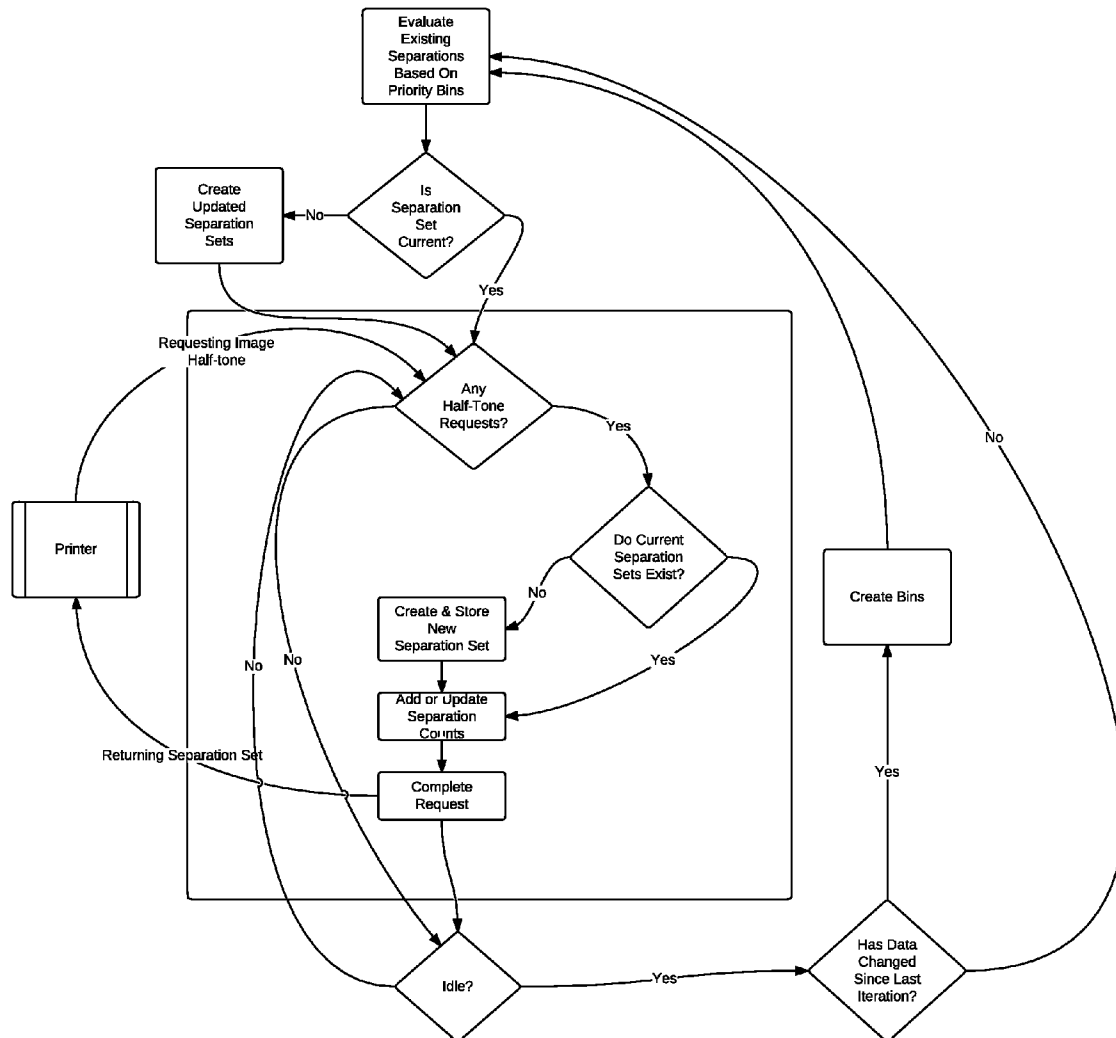 Evaluate
Existing
Separations
Based On
Priority Bins
Create
Updated
Separation
Sets
No
Is
Separation
Set
Current?
Yes
Requesting Image
Half-tone
Any
Half-Tone
Requests?
Yes
No
Printer
Do Current
Separation
Sets Exist?
Create Bins
No
Create & Store
New
Separation Set
No
No
Yes
Add or Update
Separation
Counts
Returning Separation Set
Complete
Request
Yes
Idle?
Yes
Has Data
Changed
Since Last
Iteration?